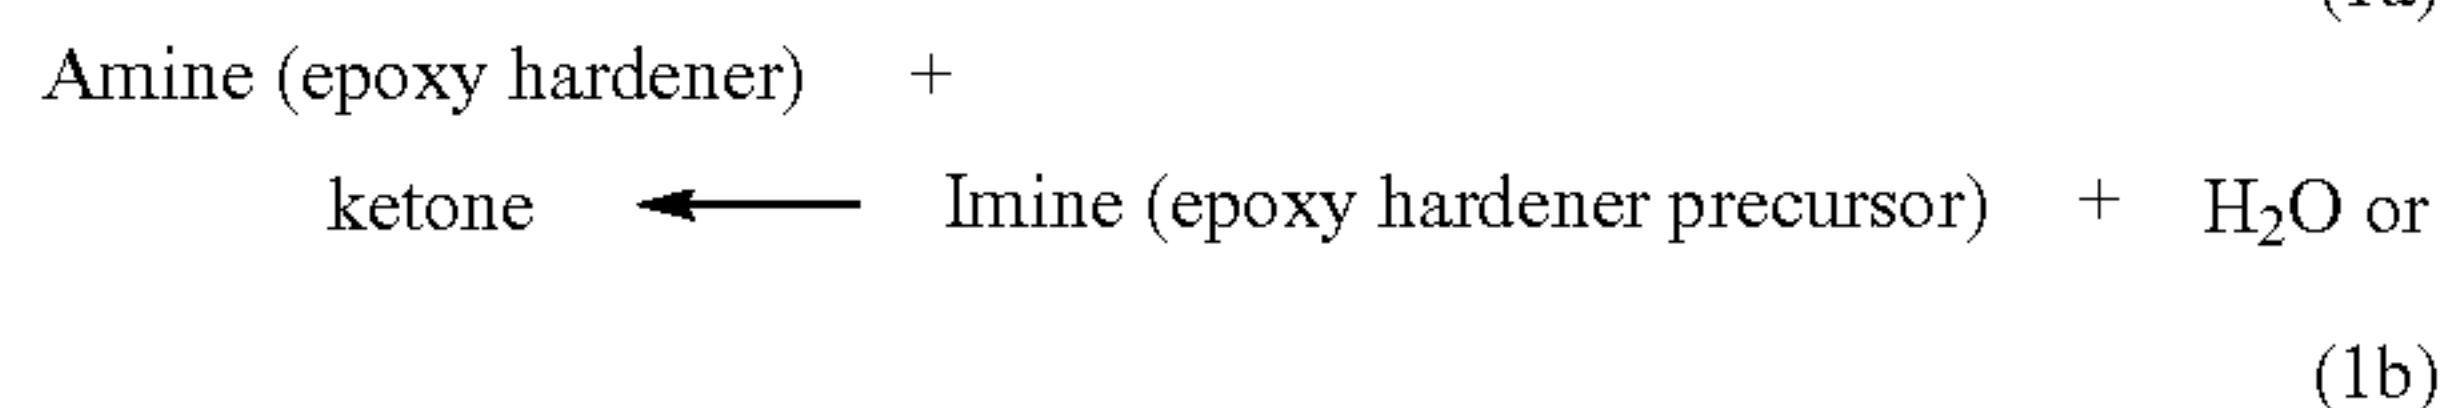 Amine (epoxy hardener) +
ketone ← Imine (epoxy hardener precursor) + H₂O or
(1b)